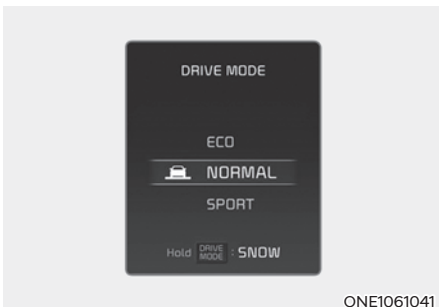 DRIVE MODE
ECO
NORMAL
SPORT
Hold DRIVE MODE : SNOW
ONE1061041